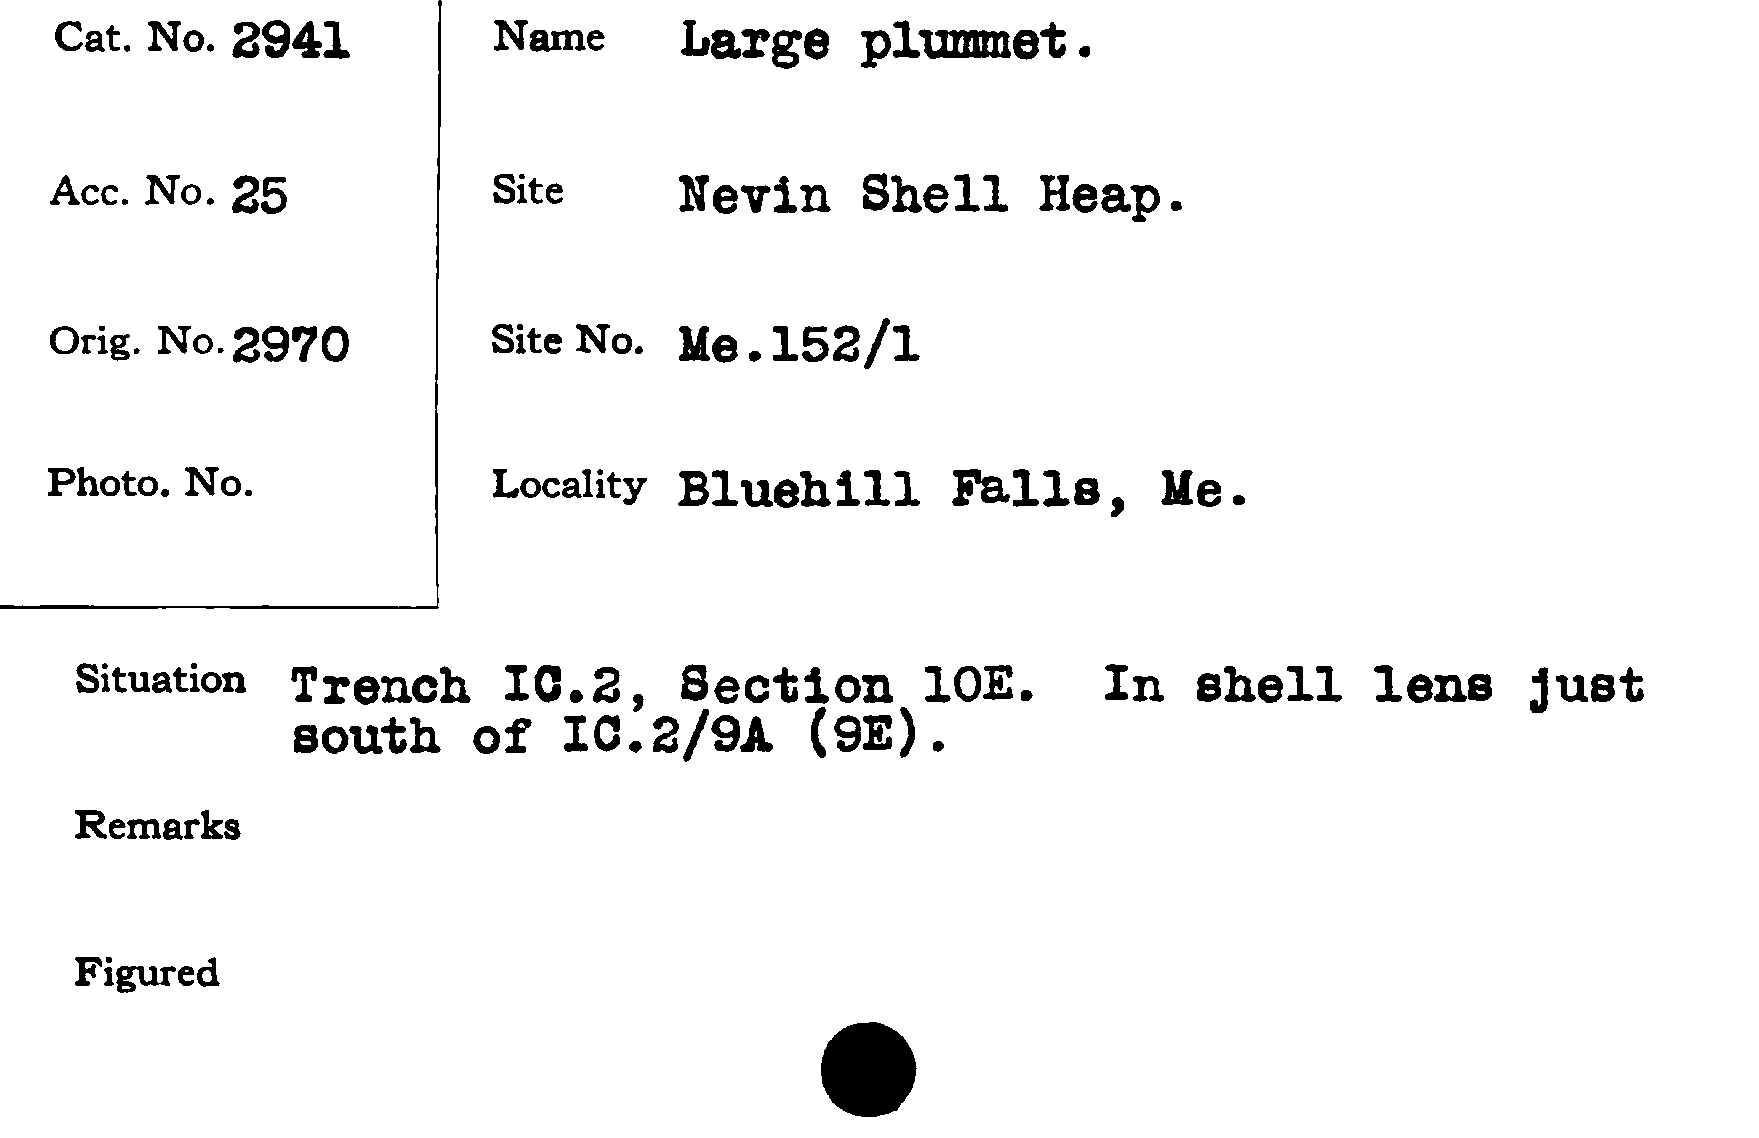 Cat. No. 2941
Acc. No. 25
Orig. No. 2970
Photo. No.
Name Large plummet.
Site Nevin Shell Heap.
Site No. Me.152/1
Locality Bluehill Falls, Me.
Situation Trench IC.2, Section 10E. In shell lens just
south of IC.2/9A (9E).
Remarks
Figured